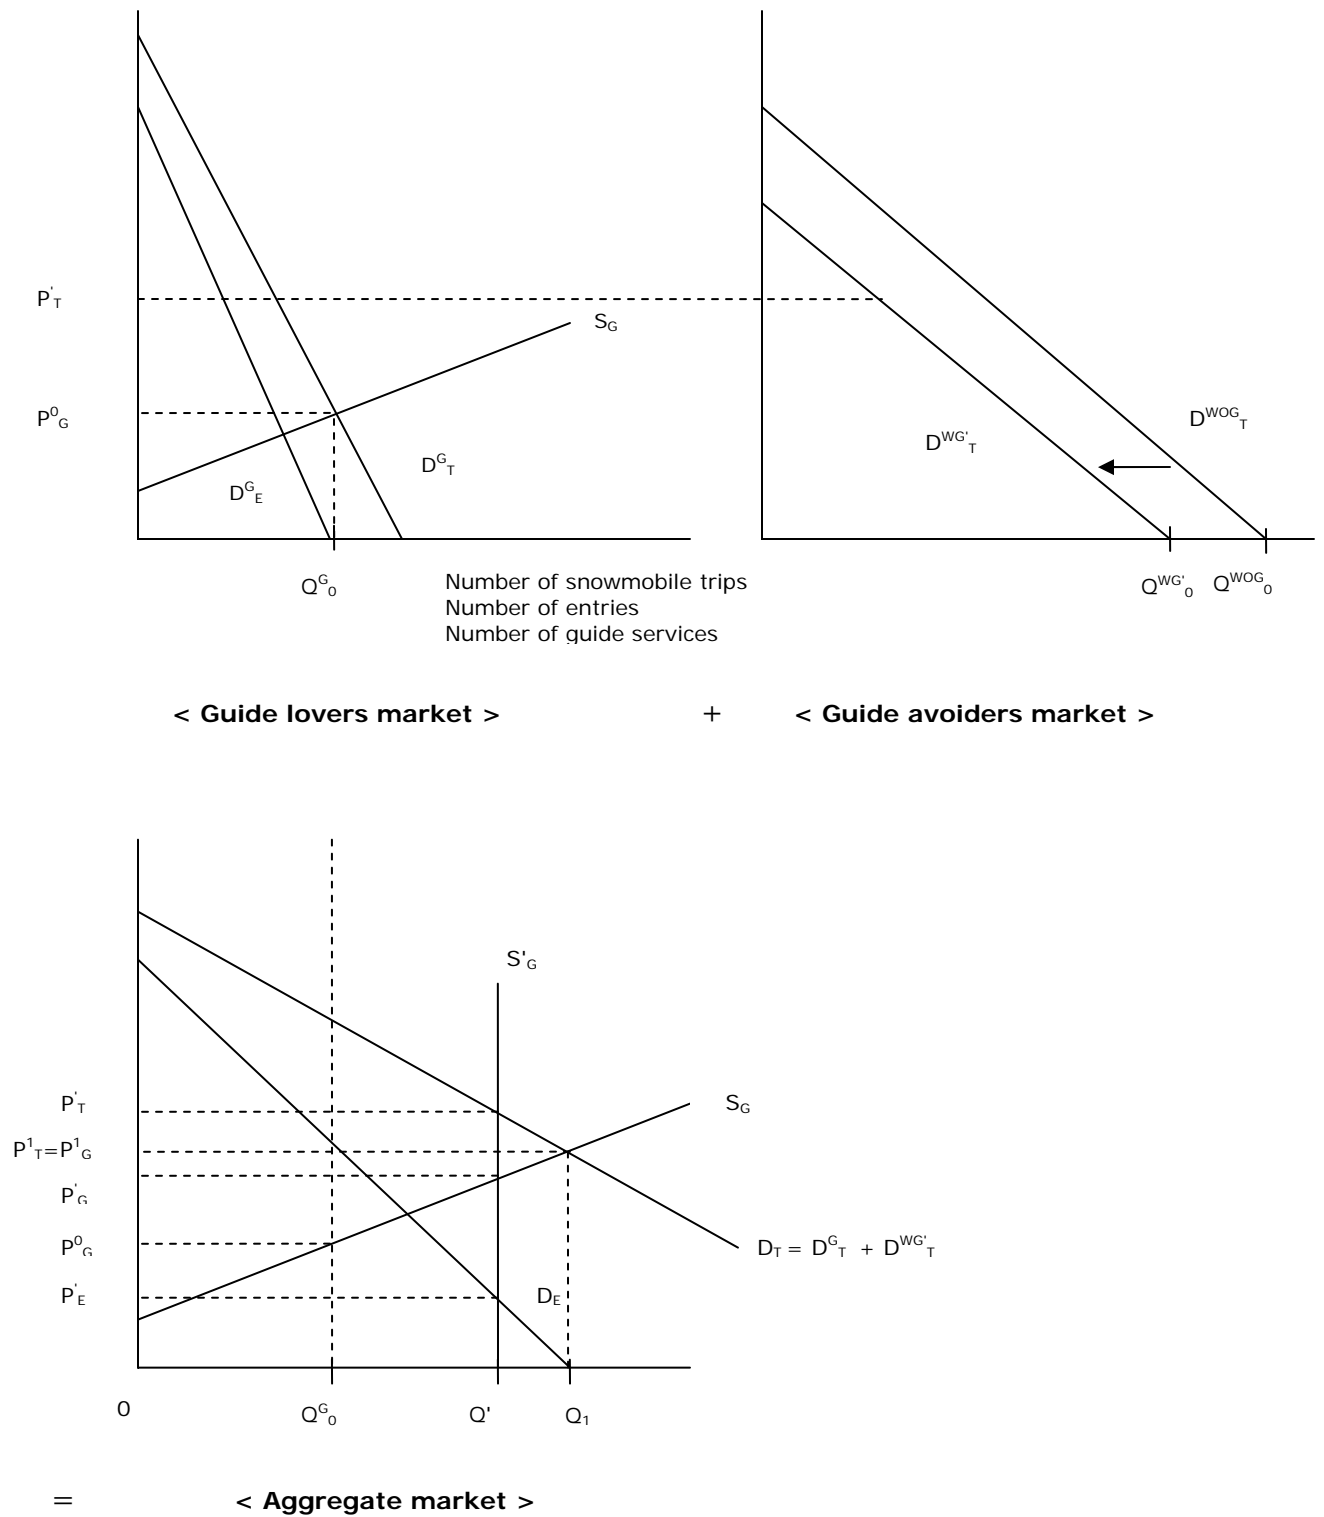 P'T
SG
P⁰G
DᴳT
DᴳE
Dᵂᴳ'T
DᵂᴼᴳT
Qᴳ0
Number of snowmobile trips
Number of entries
Number of guide services
Qᵂᴳ'0
Qᵂᴼᴳ0
< Guide lovers market >
+
< Guide avoiders market >
S'G
P'T
SG
P¹T=P¹G
P'G
P⁰G
DT = DᴳT + Dᵂᴳ'T
P'E
DE
0
Qᴳ0
Q'
Q1
=
< Aggregate market >